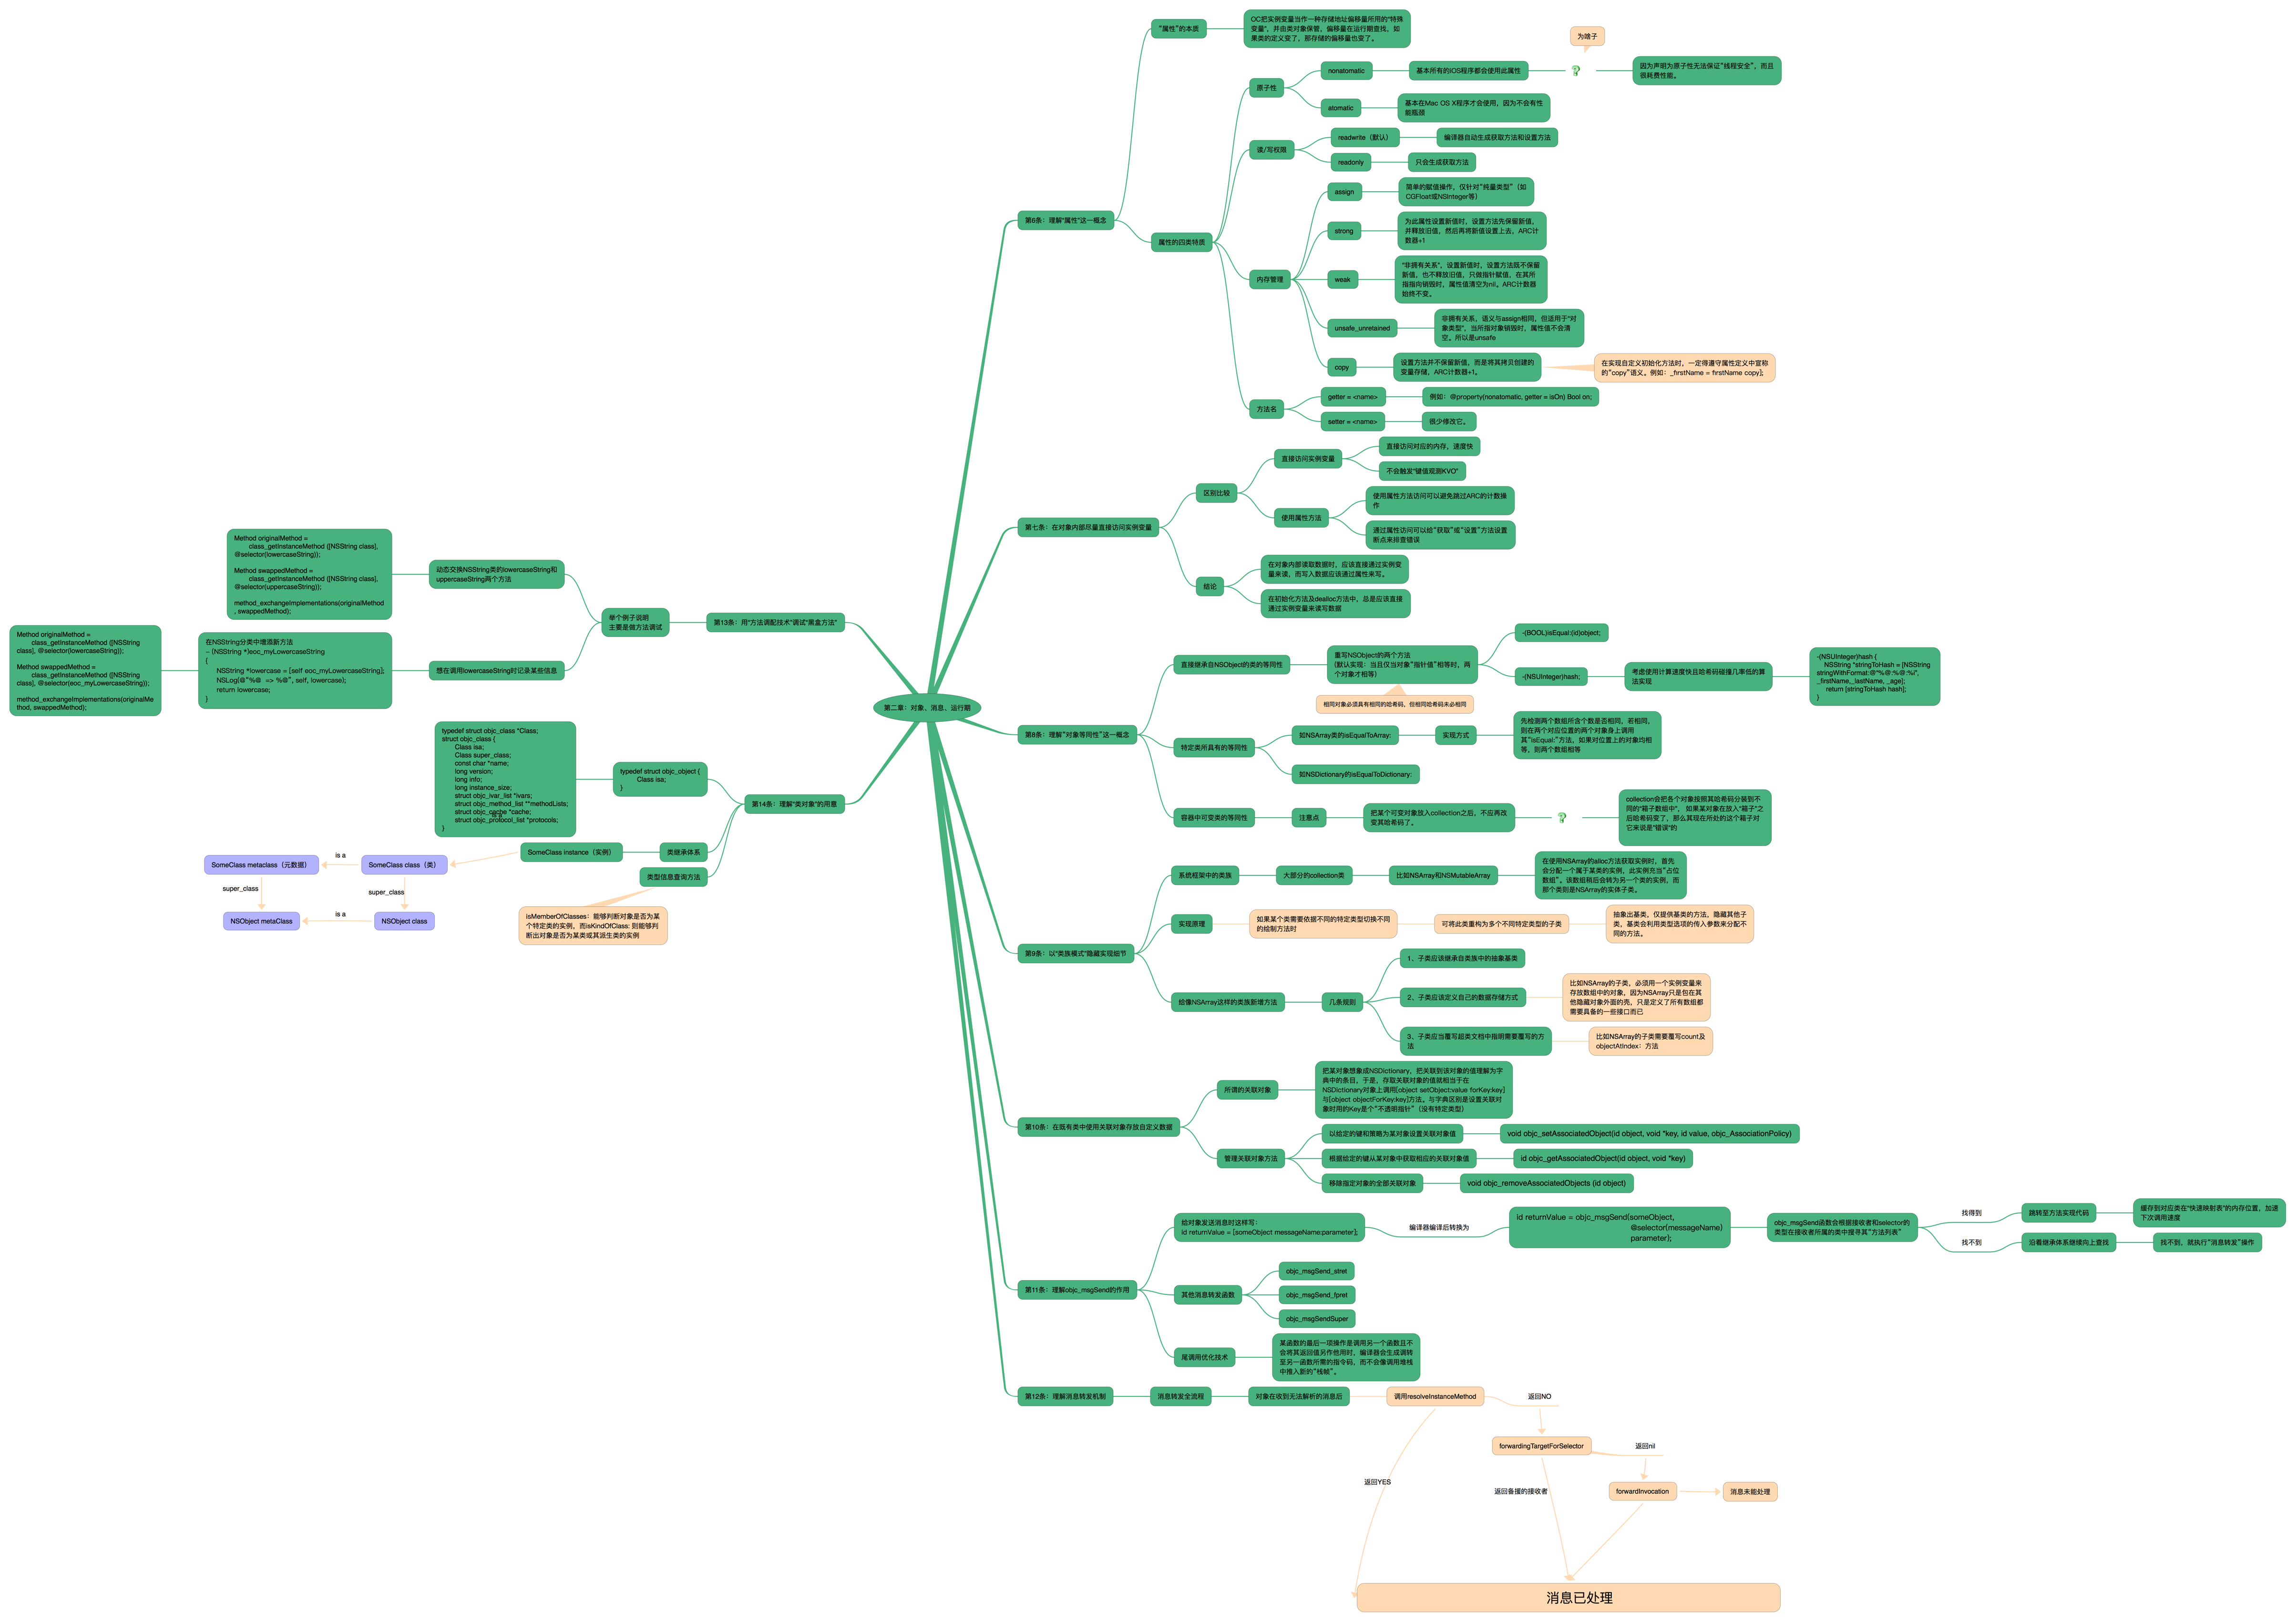 第二章：对象、消息、运行期
第6条：理解“属性”这一概念
“属性”的本质
OC把实例变量当作一种存储地址偏移量所用的“特殊
变量”，并由类对象保管，偏移量在运行期查找，如
果类的定义变了，那存储的偏移量也变了。
属性的四类特质
原子性
nonatomatic
基本所有的iOS程序都会使用此属性
为啥子
?
因为声明为原子性无法保证“线程安全”，而且
很耗费性能。
atomatic
基本在Mac OS X程序才会使用，因为不会有性
能瓶颈
读/写权限
readwrite（默认）
编译器自动生成获取方法和设置方法
readonly
只会生成获取方法
内存管理
assign
简单的赋值操作，仅针对“纯量类型”（如
CGFloat或NSInteger等）
strong
为此属性设置新值时，设置方法先保留新值，
并释放旧值，然后再将新值设置上去，ARC计
数器+1
weak
“非拥有关系”，设置新值时，设置方法既不保留
新值，也不释放旧值，只做指针赋值，在其所
指指向销毁时，属性值清空为nil。ARC计数器
始终不变。
unsafe_unretained
非拥有关系，语义与assign相同，但适用于“对
象类型”，当所指对象销毁时，属性值不会清
空。所以是unsafe
copy
设置方法并不保留新值，而是将其拷贝创建的
变量存储，ARC计数器+1。
在实现自定义初始化方法时，一定得遵守属性定义中宣称
的“copy”语义。例如：_firstName = firstName copy];
方法名
getter = <name>
例如：@property(nonatomatic, getter = isOn) Bool on;
setter = <name>
很少修改它。
第七条：在对象内部尽量直接访问实例变量
区别比较
直接访问实例变量
直接访问对应的内存，速度快
不会触发“键值观测KVO”
使用属性方法
使用属性方法访问可以避免跳过ARC的计数操
作
通过属性访问可以给“获取”或“设置”方法设置
断点来排查错误
结论
在对象内部读取数据时，应该直接通过实例变
量来读，而写入数据应该通过属性来写。
在初始化方法及dealloc方法中，总是应该直接
通过实例变量来读写数据
第8条：理解“对象等同性”这一概念
直接继承自NSObject的类的等同性
重写NSObject的两个方法
(默认实现：当且仅当对象“指针值”相等时，两
个对象才相等)
相同对象必须具有相同的哈希码，但相同哈希码未必相同
-(BOOL)isEqual:(id)object;
-(NSUInteger)hash;
考虑使用计算速度快且哈希码碰撞几率低的算
法实现
-(NSUInteger)hash {
NSString *stringToHash = [NSString
stringWithFormat:@"%@:%@:%i",
_firstName,_lastName, _age];
return [stringToHash hash];
}
特定类所具有的等同性
如NSArray类的isEqualToArray:
实现方式
先检测两个数组所含个数是否相同，若相同，
则在两个对应位置的两个对象身上调用
其“isEqual:”方法，如果对位置上的对象均相
等，则两个数组相等
如NSDictionary的isEqualToDictionary:
容器中可变类的等同性
注意点
把某个可变对象放入collection之后，不应再改
变其哈希码了。
?
collection会把各个对象按照其哈希码分装到不
同的“箱子数组中”， 如果某对象在放入“箱子”之
后哈希码变了，那么其现在所处的这个箱子对
它来说是“错误”的
第9条：以“类族模式”隐藏实现细节
系统框架中的类族
大部分的collection类
比如NSArray和NSMutableArray
在使用NSArray的alloc方法获取实例时，首先
会分配一个属于某类的实例，此实例充当“占位
数组”。该数组稍后会转为另一个类的实例，而
那个类则是NSArray的实体子类。
实现原理
如果某个类需要依据不同的特定类型切换不同
的绘制方法时
可将此类重构为多个不同特定类型的子类
抽象出基类，仅提供基类的方法，隐藏其他子
类，基类会利用类型选项的传入参数来分配不
同的方法。
给像NSArray这样的类族新增方法
几条规则
1、子类应该继承自类族中的抽象基类
2、子类应该定义自己的数据存储方式
比如NSArray的子类，必须用一个实例变量来
存放数组中的对象，因为NSArray只是包在其
他隐藏对象外面的壳，只是定义了所有数组都
需要具备的一些接口而已
3、子类应当覆写超类文档中指明需要覆写的方
法
比如NSArray的子类需要覆写count及
objectAtIndex：方法
第10条：在既有类中使用关联对象存放自定义数据
所谓的关联对象
把某对象想象成NSDictionary，把关联到该对象的值理解为字
典中的条目，于是，存取关联对象的值就相当于在
NSDictionary对象上调用[object setObject:value forKey:key]
与[object objectForKey:key]方法。与字典区别是设置关联对
象时用的Key是个“不透明指针”（没有特定类型）
管理关联对象方法
以给定的键和策略为某对象设置关联对象值
void objc_setAssociatedObject(id object, void *key, id value, objc_AssociationPolicy)
根据给定的键从某对象中获取相应的关联对象值
id objc_getAssociatedObject(id object, void *key)
移除指定对象的全部关联对象
void objc_removeAssociatedObjects (id object)
第11条：理解objc_msgSend的作用
给对象发送消息时这样写：
id returnValue = [someObject messageName:parameter];
编译器编译后转换为
id returnValue = objc_msgSend(someObject,
@selector(messageName)
parameter);
objc_msgSend函数会根据接收者和selector的
类型在接收者所属的类中搜寻其“方法列表”
找得到
跳转至方法实现代码
缓存到对应类在“快速映射表”的内存位置，加速
下次调用速度
找不到
沿着继承体系继续向上查找
找不到，就执行“消息转发”操作
其他消息转发函数
objc_msgSend_stret
objc_msgSend_fpret
objc_msgSendSuper
尾调用优化技术
某函数的最后一项操作是调用另一个函数且不
会将其返回值另作他用时，编译器会生成调转
至另一函数所需的指令码，而不会像调用堆栈
中推入新的“栈帧”。
第12条：理解消息转发机制
消息转发全流程
对象在收到无法解析的消息后
调用resolveInstanceMethod
返回NO
forwardingTargetForSelector
返回nil
返回YES
返回备援的接收者
forwardInvocation
消息未能处理
消息已处理
第13条：用“方法调配技术”调试“黑盒方法”
举个例子说明
主要是做方法调试
动态交换NSString类的lowercaseString和
uppercaseString两个方法
Method originalMethod =
class_getInstanceMethod ([NSString class],
@selector(lowercaseString));
Method swappedMethod =
class_getInstanceMethod ([NSString class],
@selector(uppercaseString));
method_exchangeImplementations(originalMethod
, swappedMethod);
想在调用lowercaseString时记录某些信息
在NSString分类中增添新方法
– (NSString *)eoc_myLowercaseString
{
NSString *lowercase = [self eoc_myLowercaseString];
NSLog(@"%@ => %@", self, lowercase);
return lowercase;
}
Method originalMethod =
class_getInstanceMethod ([NSString
class], @selector(lowercaseString));
Method swappedMethod =
class_getInstanceMethod ([NSString
class], @selector(eoc_myLowercaseString));
method_exchangeImplementations(originalMe
thod, swappedMethod);
第14条：理解“类对象”的用意
typedef struct objc_object {
Class isa;
}
typedef struct objc_class *Class;
struct objc_class {
Class isa;
Class super_class;
const char *name;
long version;
long info;
long instance_size;
struct objc_ivar_list *ivars;
struct objc_method_list **methodLists;
struct objc_cache *cache;
struct objc_protocol_list *protocols;
}
类继承体系
SomeClass instance（实例）
SomeClass class（类）
is a
SomeClass metaclass（元数据）
super_class
super_class
NSObject class
is a
NSObject metaClass
类型信息查询方法
isMemberOfClasses：能够判断对象是否为某
个特定类的实例，而isKindOfClass: 则能够判
断出对象是否为某类或其派生类的实例